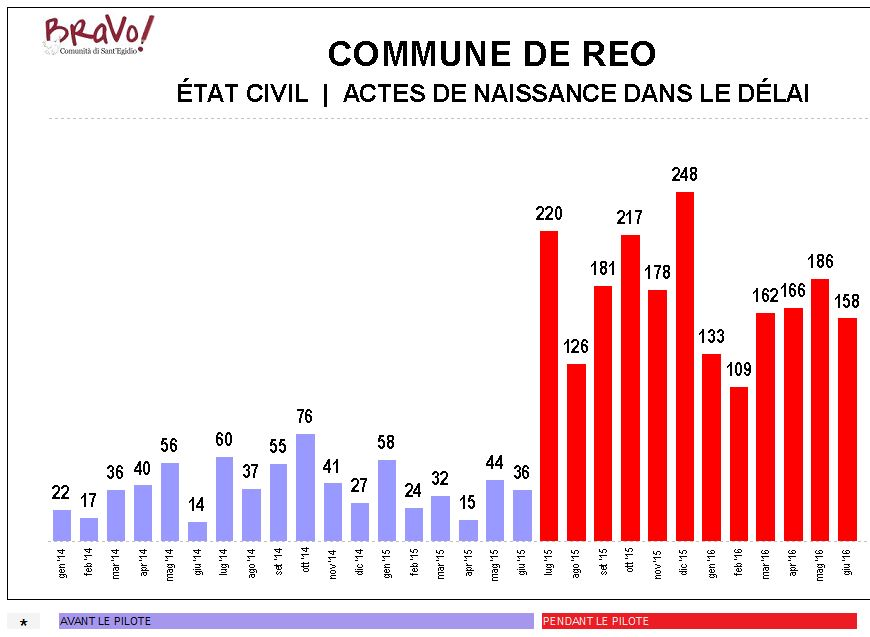 BRaVo!
Comunità di Sant'Egidio
COMMUNE DE REO
ÉTAT CIVIL | ACTES DE NAISSANCE DANS LE DÉLAI
22 17 36 40 56 14 60 37 55 76 41 27 58 24 32 15 44 36 220 126 181 217 178 248 133 109 162 166 186 158
gen '14 feb '14 mar '14 apr '14 mag '14 giu '14 lug '14 ago '14 set '14 ott '14 nov '14 dic '14 gen '15 feb '15 mar '15 apr '15 mag '15 giu '15 lug '15 ago '15 set '15 ott '15 nov '15 dic '15 gen '16 feb '16 mar '16 apr '16 mag '16 giu '16
* AVANT LE PILOTE PENDANT LE PILOTE